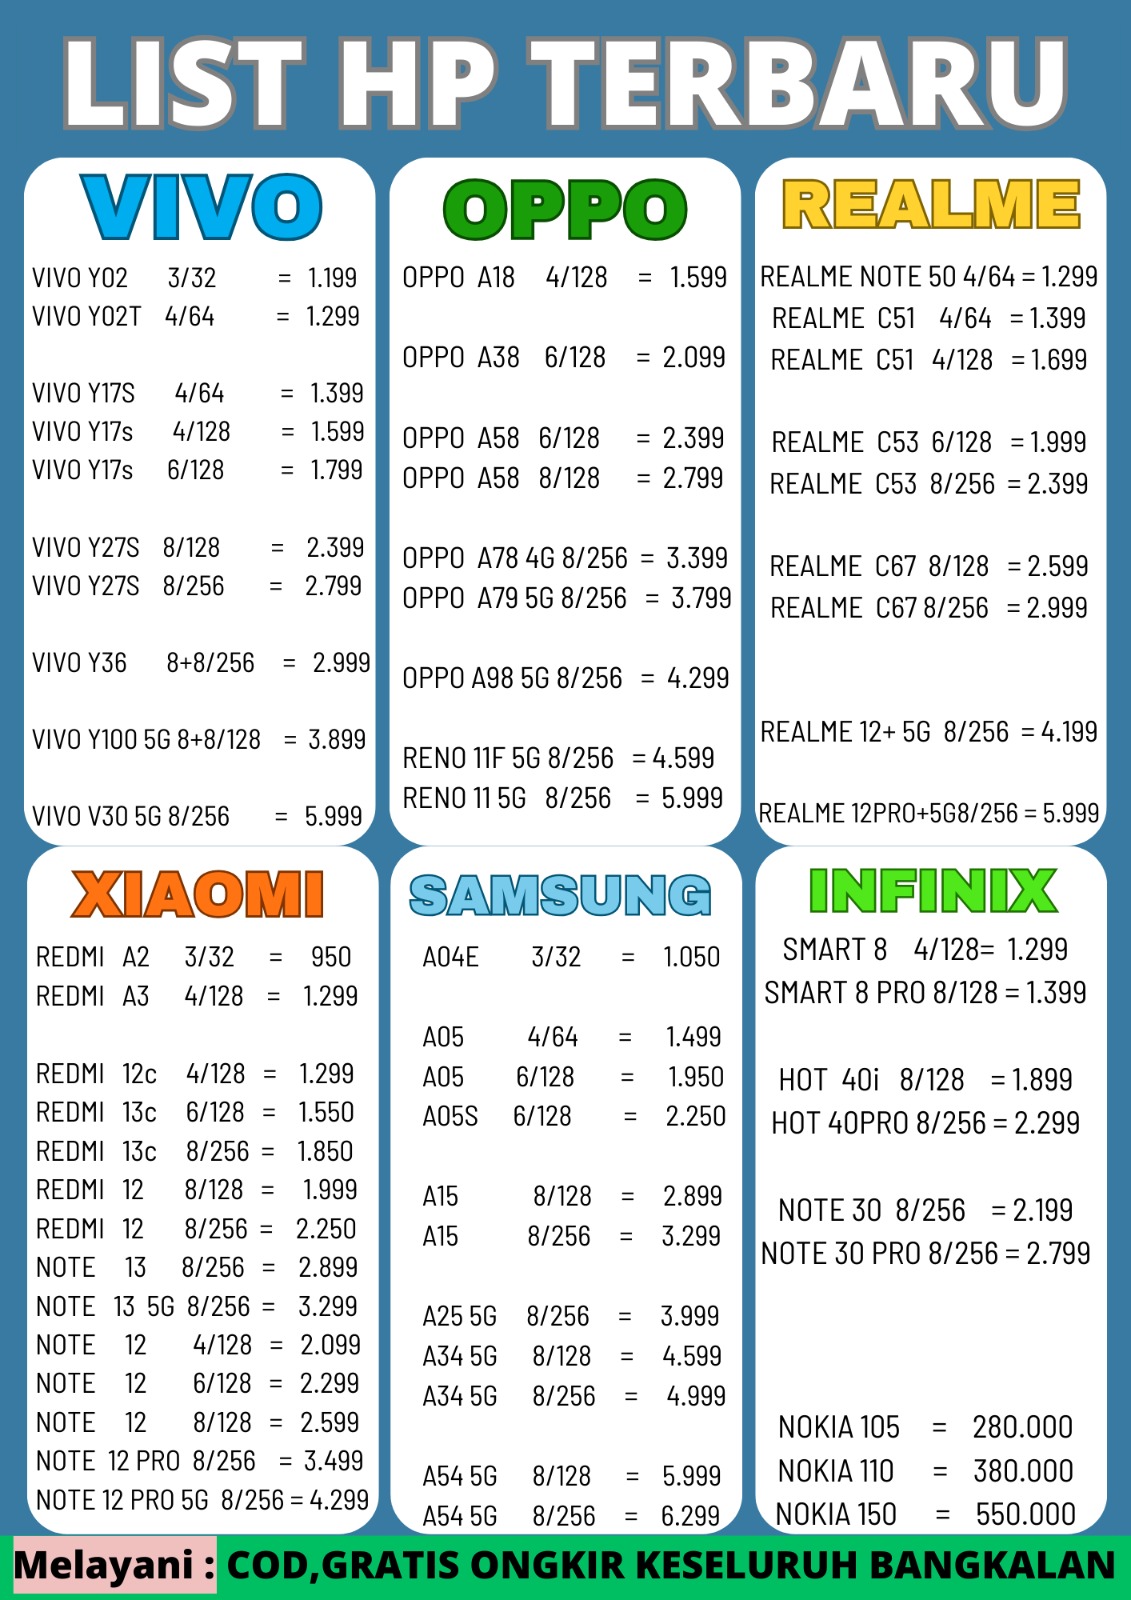 LIST HP TERBARU
VIVO
VIVO Y02 3/32 = 1.199
VIVO Y02T 4/64 = 1.299
VIVO Y17S 4/64 = 1.399
VIVO Y17s 4/128 = 1.599
VIVO Y17s 6/128 = 1.799
VIVO Y27S 8/128 = 2.399
VIVO Y27S 8/256 = 2.799
VIVO Y36 8+8/256 = 2.999
VIVO Y100 5G 8+8/128 = 3.899
VIVO V30 5G 8/256 = 5.999
OPPO
OPPO A18 4/128 = 1.599
OPPO A38 6/128 = 2.099
OPPO A58 6/128 = 2.399
OPPO A58 8/128 = 2.799
OPPO A78 4G 8/256 = 3.399
OPPO A79 5G 8/256 = 3.799
OPPO A98 5G 8/256 = 4.299
RENO 11F 5G 8/256 = 4.599
RENO 11 5G 8/256 = 5.999
REALME
REALME NOTE 50 4/64 = 1.299
REALME C51 4/64 = 1.399
REALME C51 4/128 = 1.699
REALME C53 6/128 = 1.999
REALME C53 8/256 = 2.399
REALME C67 8/128 = 2.599
REALME C67 8/256 = 2.999
REALME 12+ 5G 8/256 = 4.199
REALME 12PRO+5G8/256 = 5.999
XIAOMI
REDMI A2 3/32 = 950
REDMI A3 4/128 = 1.299
REDMI 12c 4/128 = 1.299
REDMI 13c 6/128 = 1.550
REDMI 13c 8/256 = 1.850
REDMI 12 8/128 = 1.999
REDMI 12 8/256 = 2.250
NOTE 13 8/256 = 2.899
NOTE 13 5G 8/256 = 3.299
NOTE 12 4/128 = 2.099
NOTE 12 6/128 = 2.299
NOTE 12 8/128 = 2.599
NOTE 12 PRO 8/256 = 3.499
NOTE 12 PRO 5G 8/256 = 4.299
SAMSUNG
A04E 3/32 = 1.050
A05 4/64 = 1.499
A05 6/128 = 1.950
A05S 6/128 = 2.250
A15 8/128 = 2.899
A15 8/256 = 3.299
A25 5G 8/256 = 3.999
A34 5G 8/128 = 4.599
A34 5G 8/256 = 4.999
A54 5G 8/128 = 5.999
A54 5G 8/256 = 6.299
INFINIX
SMART 8 4/128= 1.299
SMART 8 PRO 8/128 = 1.399
HOT 40i 8/128 = 1.899
HOT 40PRO 8/256 = 2.299
NOTE 30 8/256 = 2.199
NOTE 30 PRO 8/256 = 2.799
NOKIA 105 = 280.000
NOKIA 110 = 380.000
NOKIA 150 = 550.000
Melayani : COD,GRATIS ONGKIR KESELURUH BANGKALAN